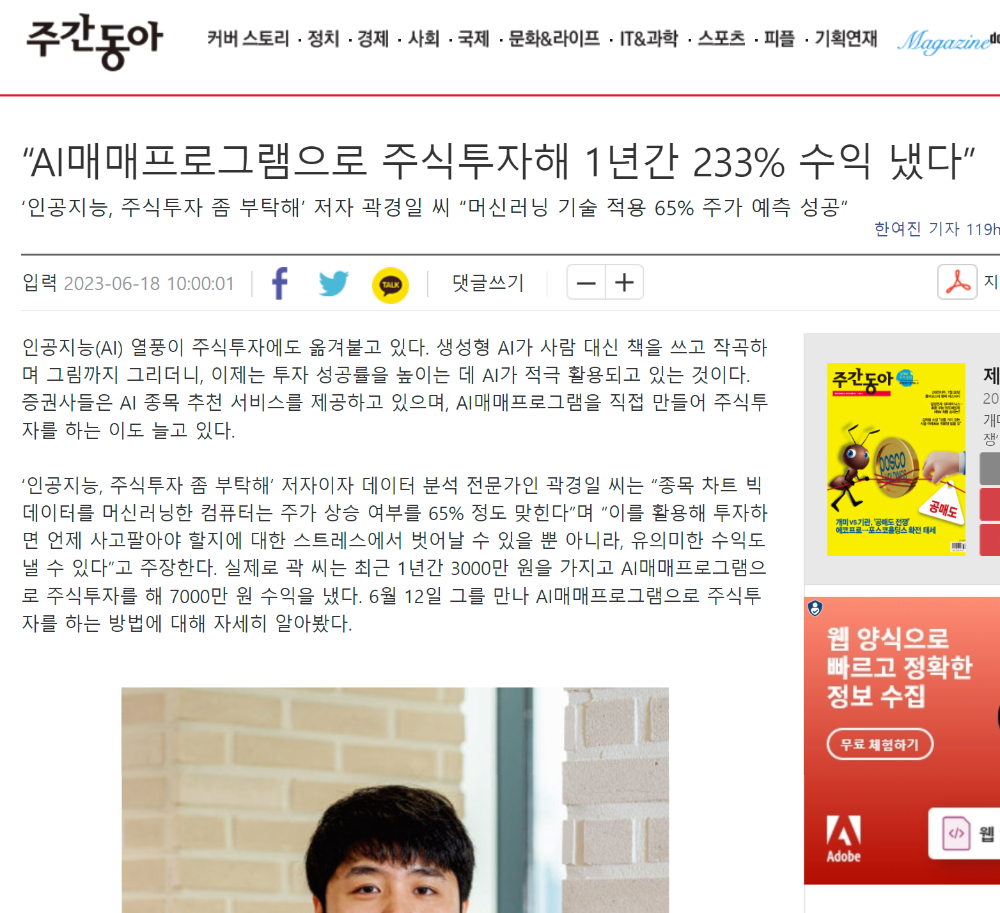 주간동아
커버 스토리 · 정치 · 경제 · 사회 · 국제 · 문화&라이프 · IT&과학 · 스포츠 · 피플 · 기획연재
Magazine
“AI매매프로그램으로 주식투자해 1년간 233% 수익 냈다”
‘인공지능, 주식투자 좀 부탁해’ 저자 곽경일 씨 “머신러닝 기술 적용 65% 주가 예측 성공”
한여진 기자 119h
입력 2023-06-18 10:00:01
TALK
댓글쓰기
지
인공지능(AI) 열풍이 주식투자에도 옮겨붙고 있다. 생성형 AI가 사람 대신 책을 쓰고 작곡하
며 그림까지 그리더니, 이제는 투자 성공률을 높이는 데 AI가 적극 활용되고 있는 것이다.
증권사들은 AI 종목 추천 서비스를 제공하고 있으며, AI매매프로그램을 직접 만들어 주식투
자를 하는 이도 늘고 있다.
‘인공지능, 주식투자 좀 부탁해’ 저자이자 데이터 분석 전문가인 곽경일 씨는 “종목 차트 빅
데이터를 머신러닝한 컴퓨터는 주가 상승 여부를 65% 정도 맞힌다”며 “이를 활용해 투자하
면 언제 사고팔아야 할지에 대한 스트레스에서 벗어날 수 있을 뿐 아니라, 유의미한 수익도
낼 수 있다”고 주장한다. 실제로 곽 씨는 최근 1년간 3000만 원을 가지고 AI매매프로그램으
로 주식투자를 해 7000만 원 수익을 냈다. 6월 12일 그를 만나 AI매매프로그램으로 주식투
자를 하는 방법에 대해 자세히 알아봤다.
주간동아
posco
HOLDINGS
공매도
개미 vs 기관, ‘공매도 전쟁’
에코프로→포스코홀딩스 확전 태세
제
20
쟁’
웹 양식으로
빠르고 정확한
정보 수집
무료 체험하기
Adobe
</> 웹